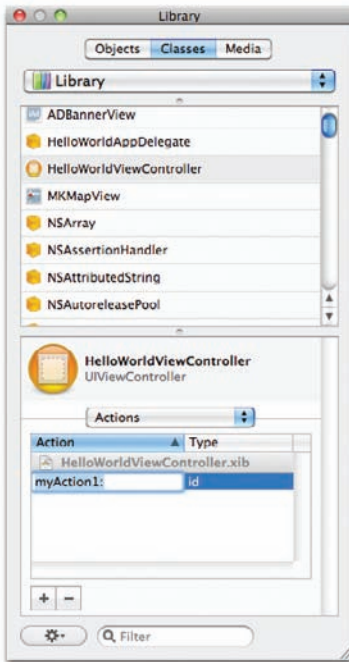 Library
Objects Classes Media
Library
ADBannerView
HelloWorldAppDelegate
HelloWorldViewController
MKMapView
NSArray
NSAssertionHandler
NSAttributedString
NSAutoreleasePool
HelloWorldViewController
UIViewController
Actions
Action Type
HelloWorldViewController.xib
myAction1: id
+ −
Filter